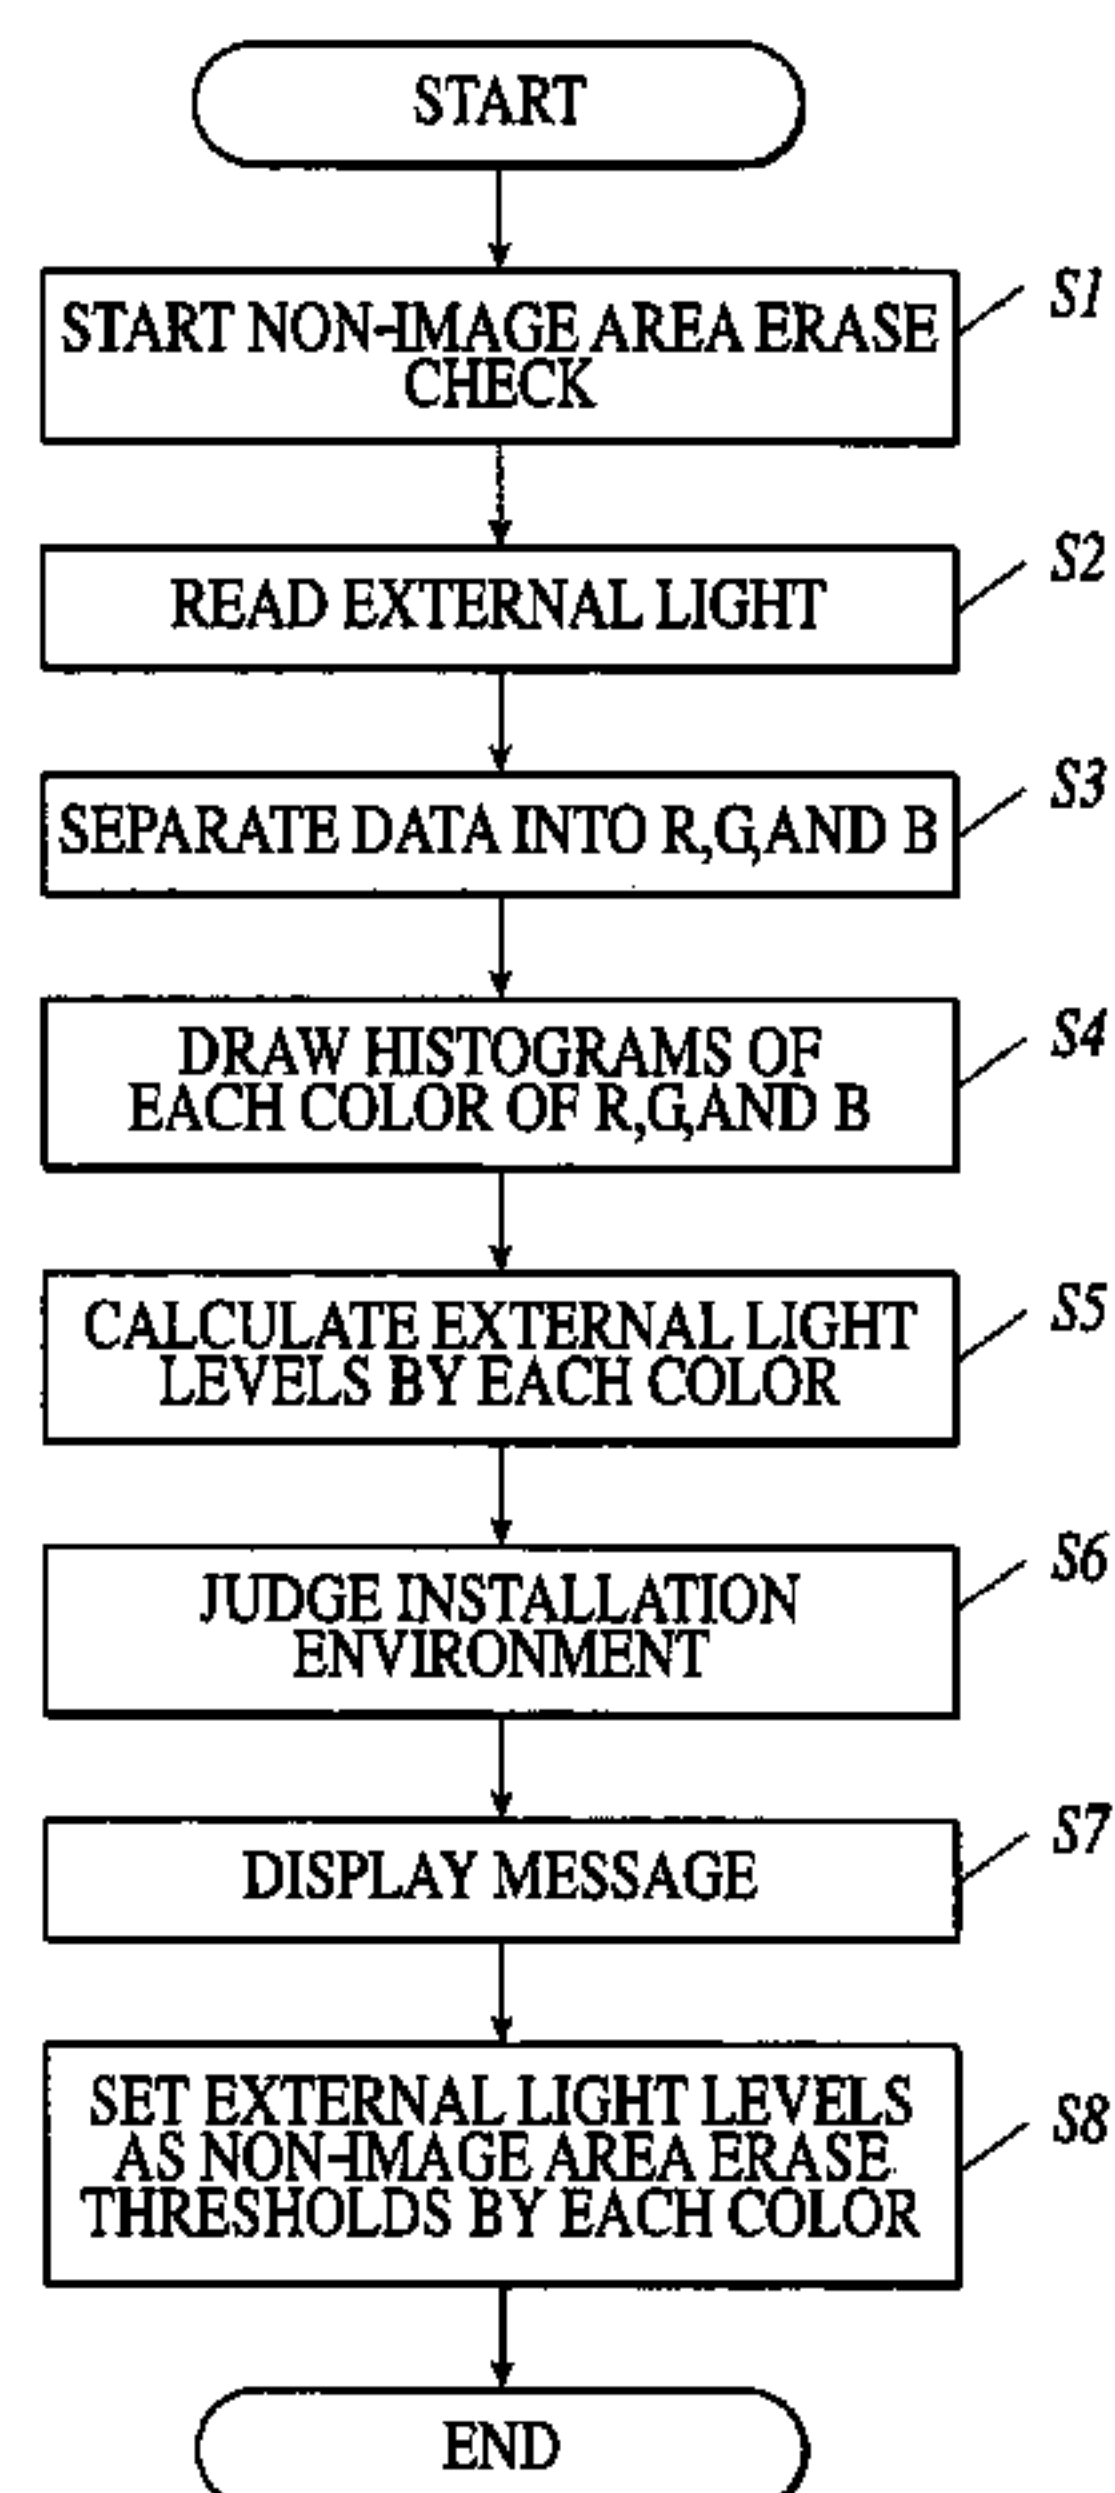 START
START NON-IMAGE AREA ERASE
CHECK
S1
READ EXTERNAL LIGHT
S2
SEPARATE DATA INTO R,G,AND B
S3
DRAW HISTOGRAMS OF
EACH COLOR OF R,G,AND B
S4
CALCULATE EXTERNAL LIGHT
LEVELS BY EACH COLOR
S5
JUDGE INSTALLATION
ENVIRONMENT
S6
DISPLAY MESSAGE
S7
SET EXTERNAL LIGHT LEVELS
AS NON-IMAGE AREA ERASE
THRESHOLDS BY EACH COLOR
S8
END